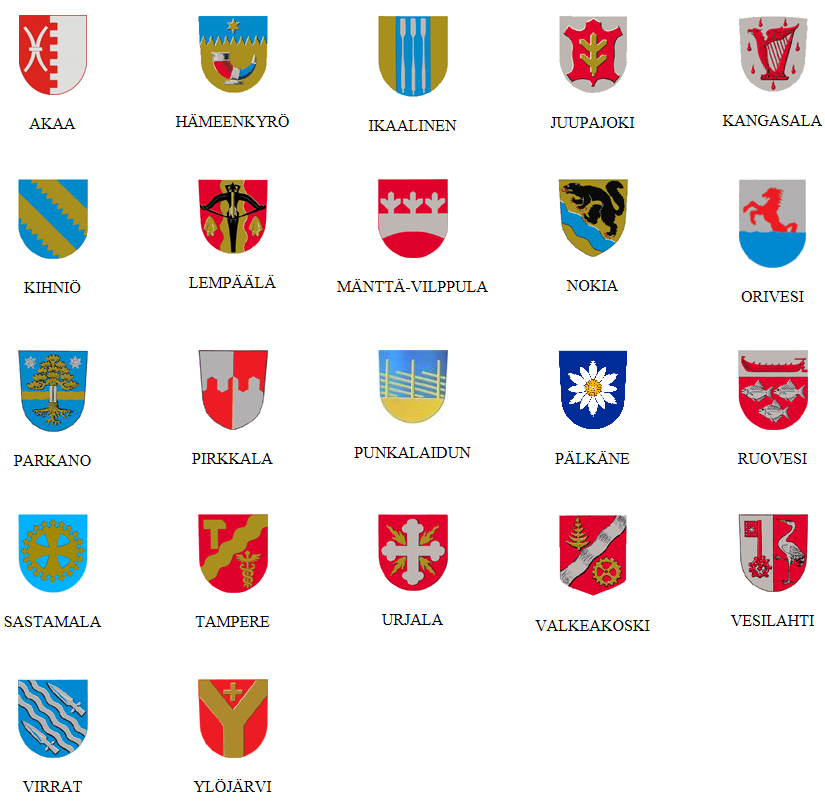 AKAA
HÄMEENKYRÖ
IKAALINEN
JUUPAJOKI
KANGASALA
KIHNIÖ
LEMPÄÄLÄ
MÄNTTÄ-VILPPULA
NOKIA
ORIVESI
PARKANO
PIRKKALA
PUNKALAIDUN
PÄLKÄNE
RUOVESI
SASTAMALA
TAMPERE
URJALA
VALKEAKOSKI
VESILAHTI
VIRRAT
YLÖJÄRVI